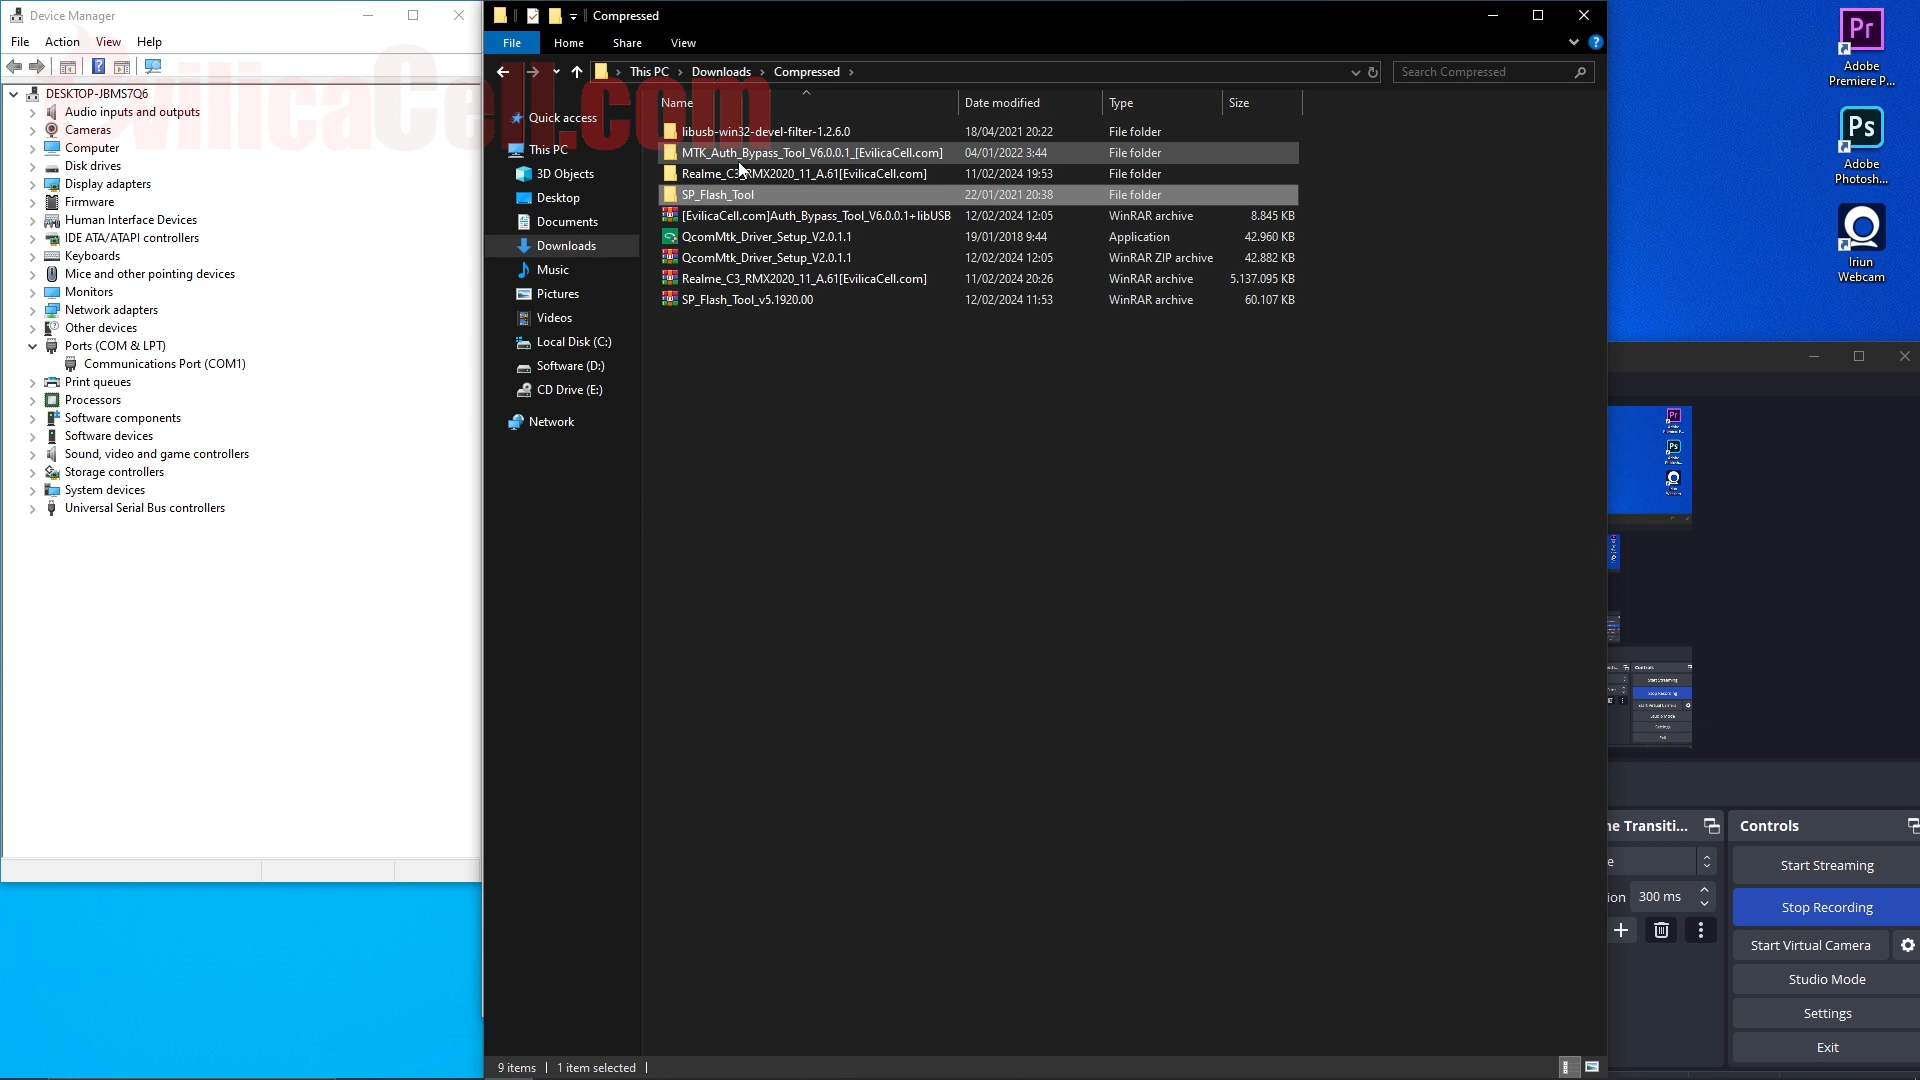 Device Manager
File Action View Help
DESKTOP-JBMS7Q6
Audio inputs and outputs
Cameras
Computer
Disk drives
Display adapters
Firmware
Human Interface Devices
IDE ATA/ATAPI controllers
Keyboards
Mice and other pointing devices
Monitors
Network adapters
Other devices
Ports (COM & LPT)
Communications Port (COM1)
Print queues
Processors
Software components
Software devices
Sound, video and game controllers
Storage controllers
System devices
Universal Serial Bus controllers
EvilicaCell.com
Compressed
File Home Share View
This PC Downloads Compressed
Search Compressed
Quick access
This PC
3D Objects
Desktop
Documents
Downloads
Music
Pictures
Videos
Local Disk (C:)
Software (D:)
CD Drive (E:)
Network
Name Date modified Type Size
libusb-win32-devel-filter-1.2.6.0 18/04/2021 20:22 File folder
MTK_Auth_Bypass_Tool_V6.0.0.1_[EvilicaCell.com] 04/01/2022 3:44 File folder
Realme_C3_RMX2020_11_A.61[EvilicaCell.com] 11/02/2024 19:53 File folder
SP_Flash_Tool 22/01/2021 20:38 File folder
[EvilicaCell.com]Auth_Bypass_Tool_V6.0.0.1+libUSB 12/02/2024 12:05 WinRAR archive 8.845 KB
QcomMtk_Driver_Setup_V2.0.1.1 19/01/2018 9:44 Application 42.960 KB
QcomMtk_Driver_Setup_V2.0.1.1 12/02/2024 12:05 WinRAR ZIP archive 42.882 KB
Realme_C3_RMX2020_11_A.61[EvilicaCell.com] 11/02/2024 20:26 WinRAR archive 5.137.095 KB
SP_Flash_Tool_v5.1920.00 12/02/2024 11:53 WinRAR archive 60.107 KB
9 items 1 item selected
Pr
Adobe
Premiere P...
Ps
Adobe
Photosh...
Iriun
Webcam
ne Transiti...
e
ion 300 ms
Controls
Start Streaming
Stop Recording
Start Virtual Camera
Studio Mode
Settings
Exit